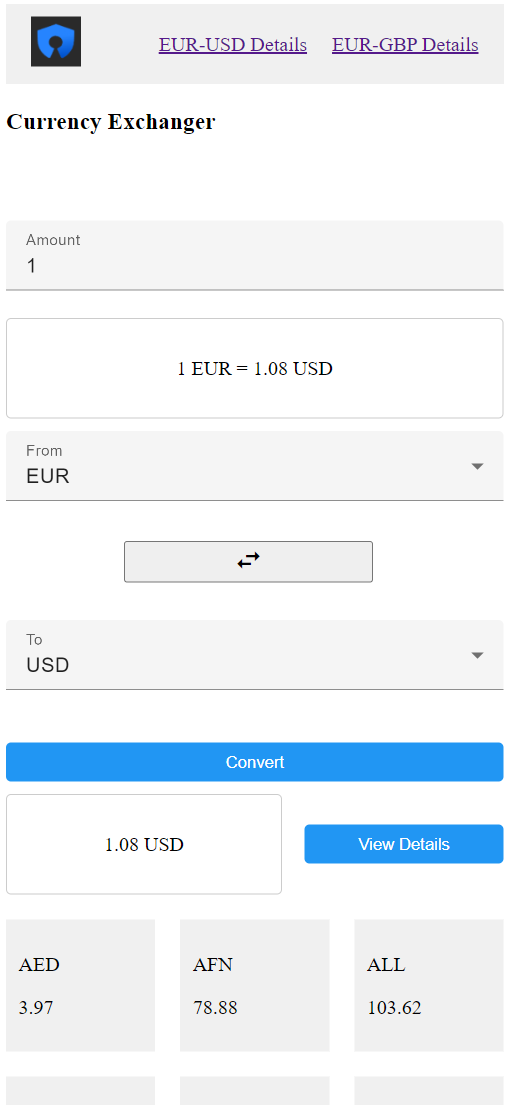 EUR-USD Details EUR-GBP Details
Currency Exchanger
Amount
1
1 EUR = 1.08 USD
From
EUR
To
USD
Convert
1.08 USD View Details
AED AFN ALL
3.97 78.88 103.62